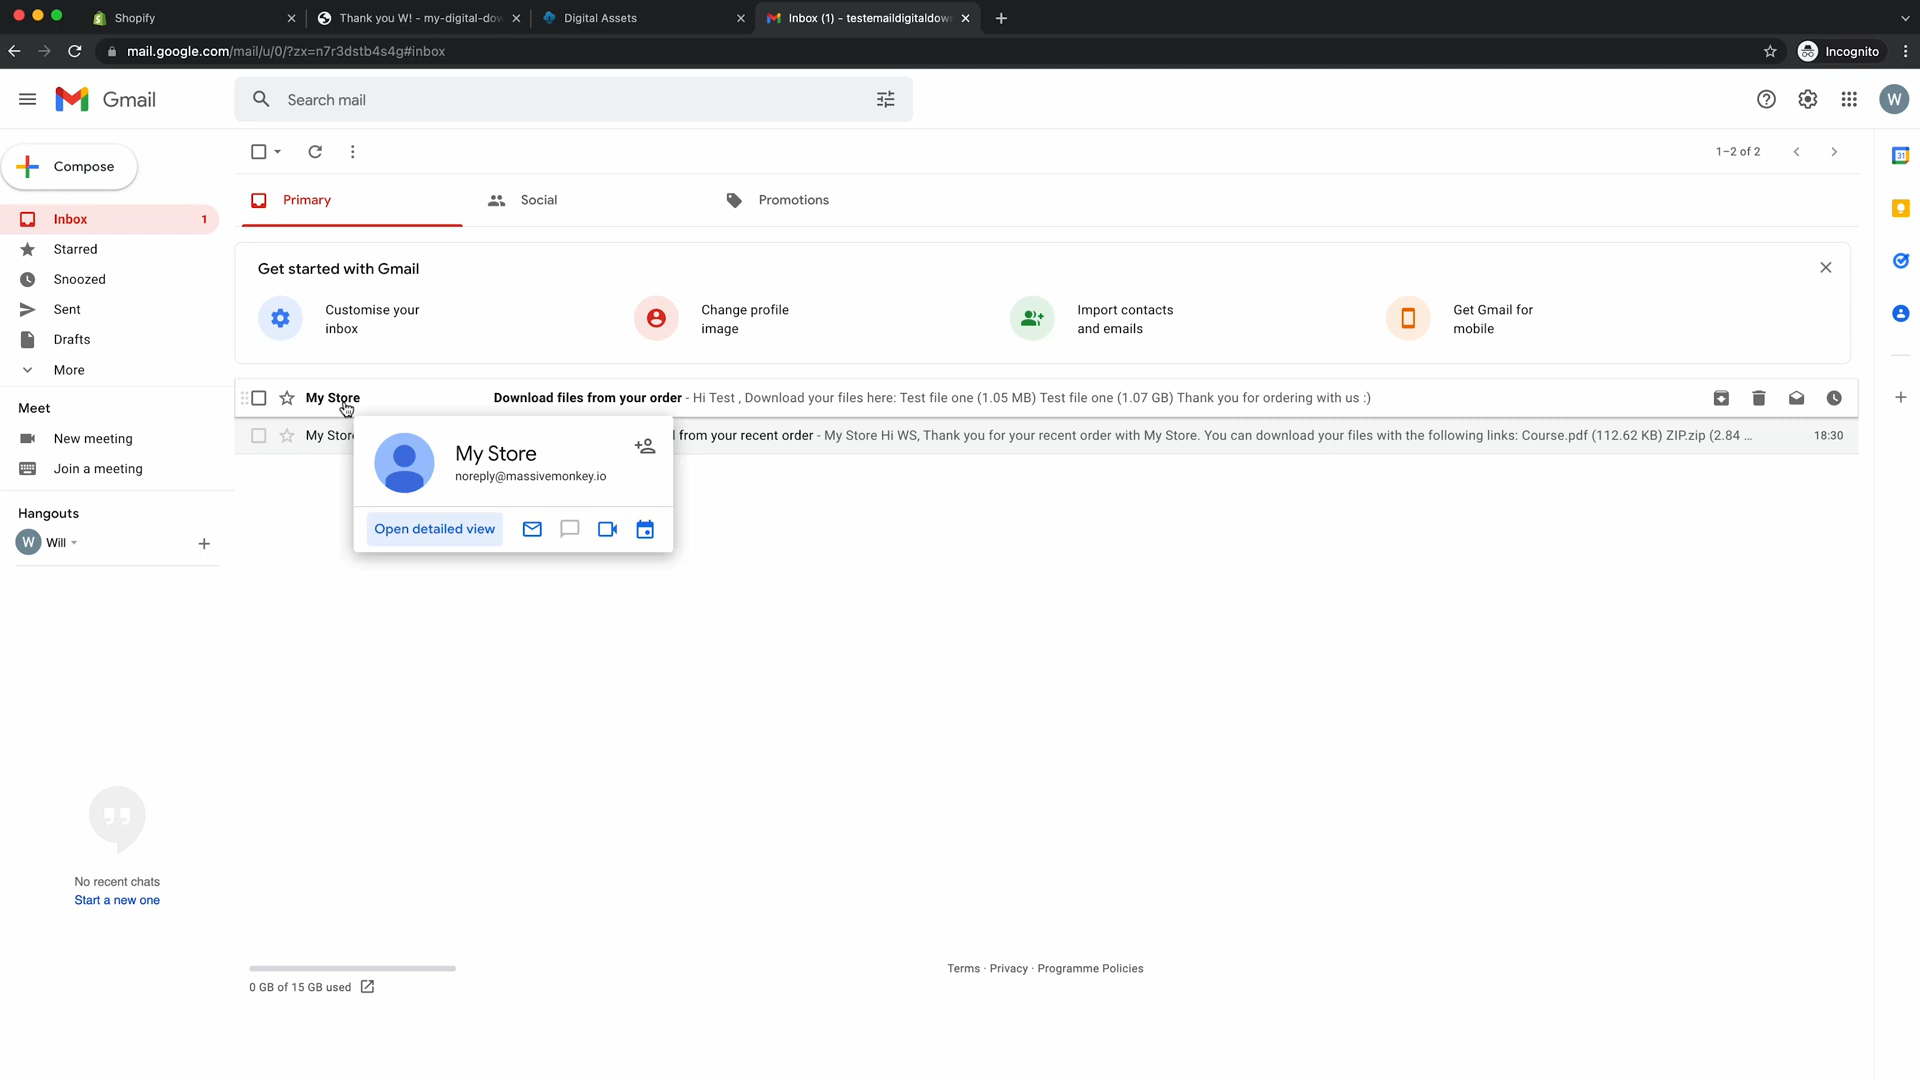 Shopify
Thank you W! - my-digital-dow
Digital Assets
Inbox (1) - testemaildigitaldow
mail.google.com/mail/u/0/?zx=n7r3dstb4s4g#inbox
Incognito
Gmail
Search mail
W
Compose
1–2 of 2
31
Primary
Social
Promotions
Inbox 1
Starred
Snoozed
Sent
Drafts
More
Get started with Gmail
Customise your
inbox
Change profile
image
Import contacts
and emails
Get Gmail for
mobile
My Store Download files from your order - Hi Test , Download your files here: Test file one (1.05 MB) Test file one (1.07 GB) Thank you for ordering with us :)
My Store from your recent order - My Store Hi WS, Thank you for your recent order with My Store. You can download your files with the following links: Course.pdf (112.62 KB) ZIP.zip (2.84 ... 18:30
My Store
noreply@massivemonkey.io
Open detailed view
Meet
New meeting
Join a meeting
Hangouts
W Will
No recent chats
Start a new one
0 GB of 15 GB used
Terms · Privacy · Programme Policies